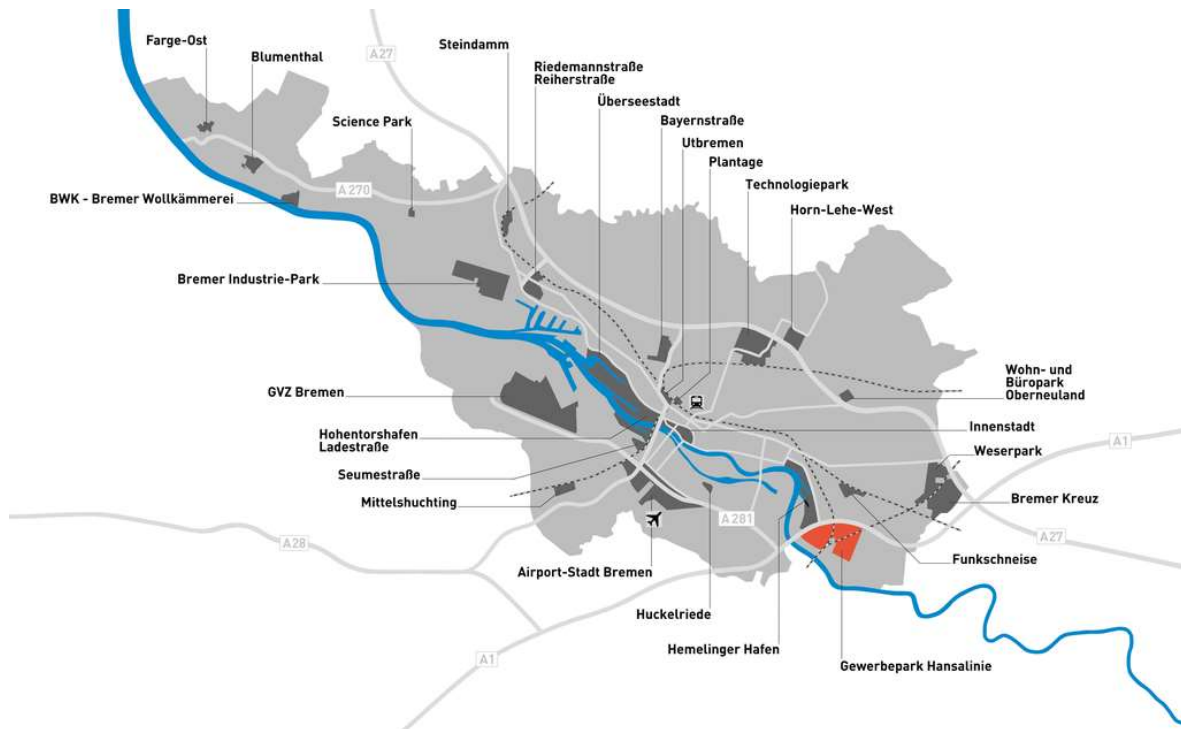 Farge-Ost
Blumenthal
A27
Steindamm
Riedemannstraße
Reiherstraße
Überseestadt
Science Park
Bayernstraße
Utbremen
Plantage
Technologiepark
Horn-Lehe-West
A 270
BWK - Bremer Wollkämmerei
Bremer Industrie-Park
GVZ Bremen
Wohn- und
Büropark
Oberneuland
Hohentorshafen
Ladestraße
Innenstadt
A1
Seumestraße
Weserpark
Mittelshuchting
Bremer Kreuz
A281
A28
A27
Airport-Stadt Bremen
Funkschneise
Huckelriede
Hemelinger Hafen
A1
Gewerbepark Hansalinie